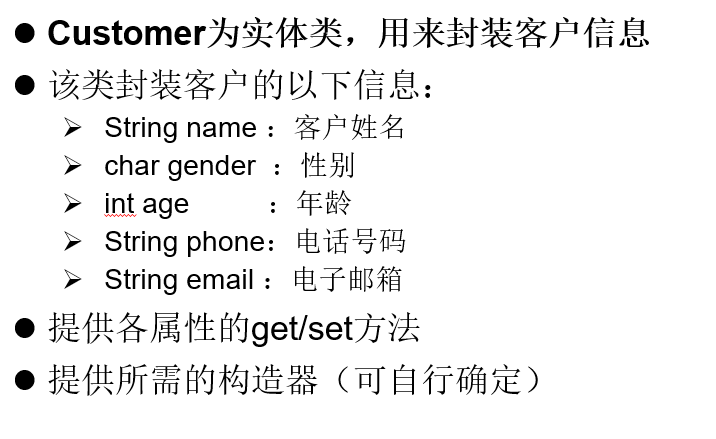 ● Customer为实体类，用来封装客户信息
● 该类封装客户的以下信息：
➢ String name ：客户姓名
➢ char gender ：性别
➢ int age ：年龄
➢ String phone：电话号码
➢ String email ：电子邮箱
● 提供各属性的get/set方法
● 提供所需的构造器（可自行确定）